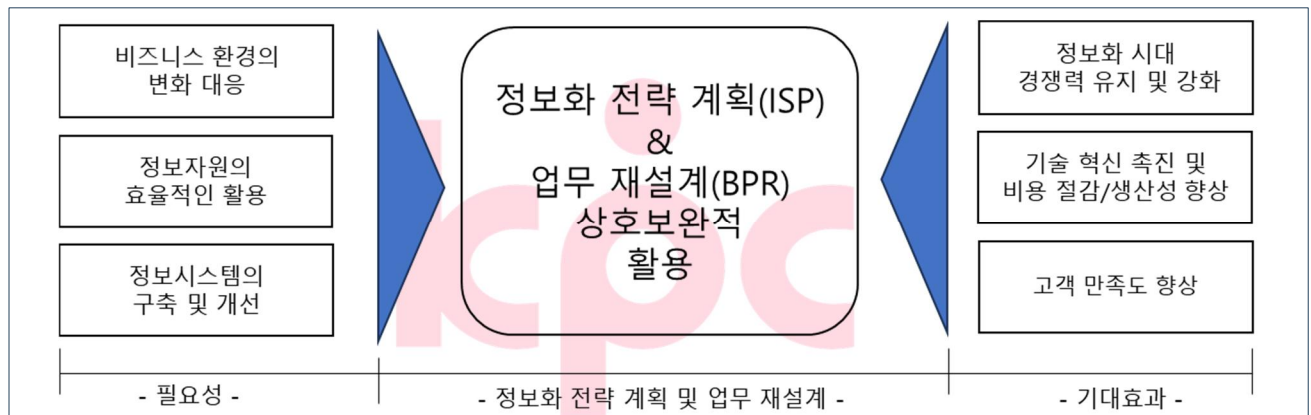 비즈니스 환경의
변화 대응
정보자원의
효율적인 활용
정보시스템의
구축 및 개선
정보화 전략 계획(ISP)
&
업무 재설계(BPR)
상호보완적
활용
정보화 시대
경쟁력 유지 및 강화
기술 혁신 촉진 및
비용 절감/생산성 향상
고객 만족도 향상
- 필요성 -
- 정보화 전략 계획 및 업무 재설계 -
- 기대효과 -
kpc